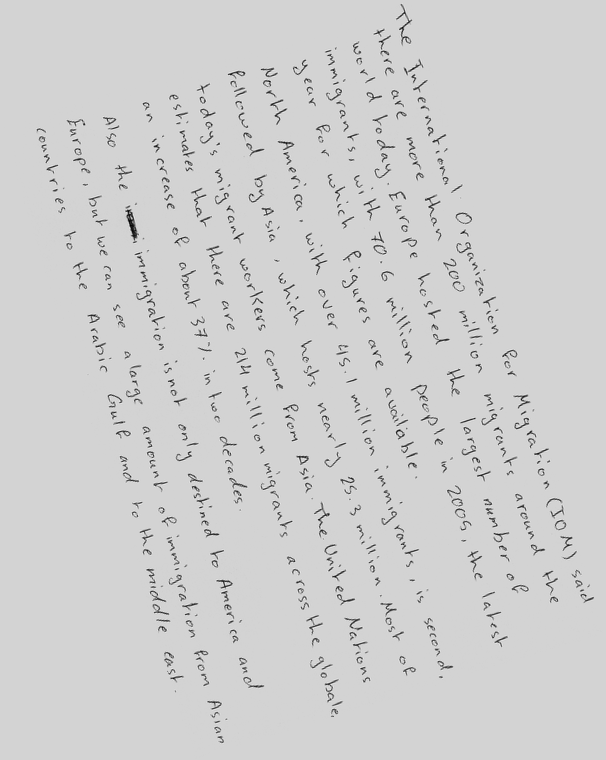 The International Organization for Migration (IOM) said
there are more than 200 million migrants around the
world today. Europe hosted the largest number of
immigrants, with 70.6 million people in 2005, the latest
year for which figures are available.
North America, with over 45.1 million immigrants, is second,
followed by Asia, which hosts nearly 25.3 million. Most of
today's migrant workers come from Asia. The United Nations
estimates that there are 214 million migrants across the globale,
an increase of about 37% in two decades.
Also the immigration is not only destined to America and
Europe, but we can see a large amount of immigration from Asian
countries to the Arabic Gulf and to the middle east.